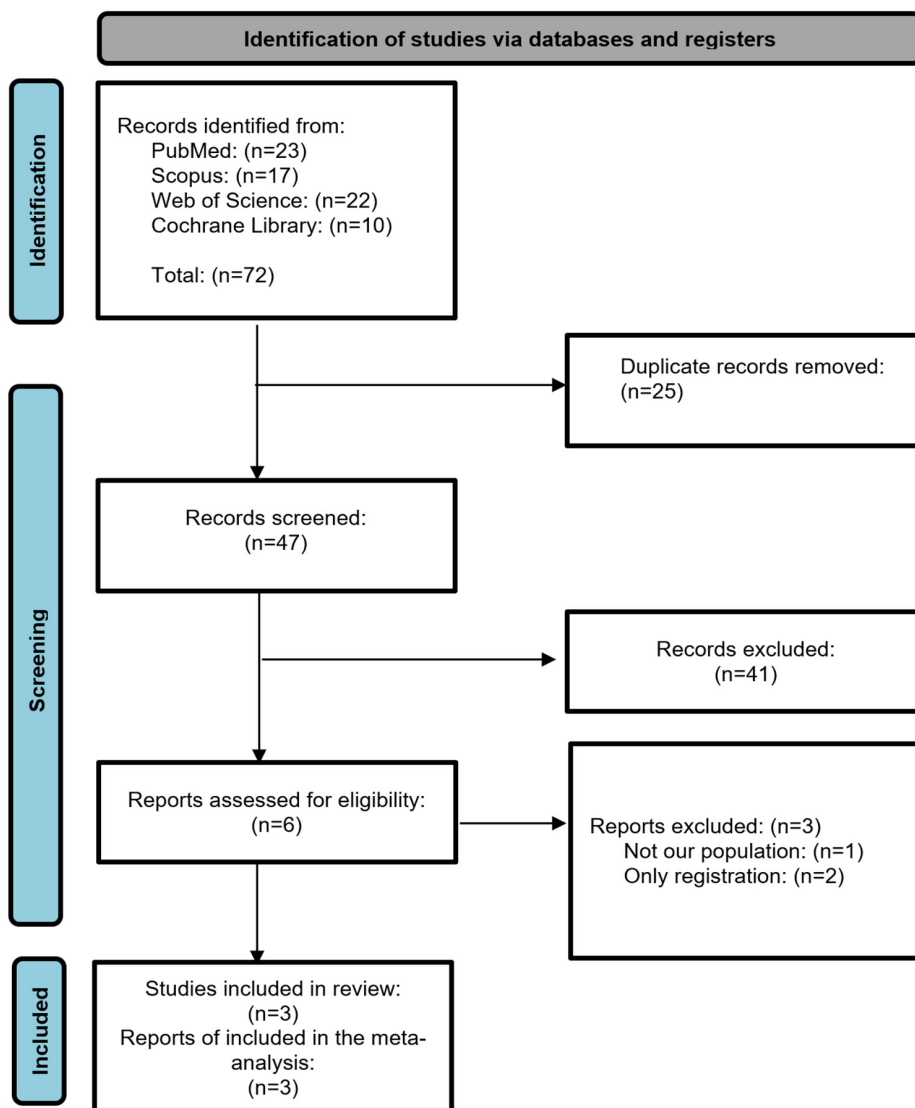 Identification of studies via databases and registers
Identification
Records identified from:
PubMed: (n=23)
Scopus: (n=17)
Web of Science: (n=22)
Cochrane Library: (n=10)
Total: (n=72)
Duplicate records removed:
(n=25)
Screening
Records screened:
(n=47)
Records excluded:
(n=41)
Reports assessed for eligibility:
(n=6)
Reports excluded: (n=3)
Not our population: (n=1)
Only registration: (n=2)
Included
Studies included in review:
(n=3)
Reports of included in the meta-
analysis:
(n=3)